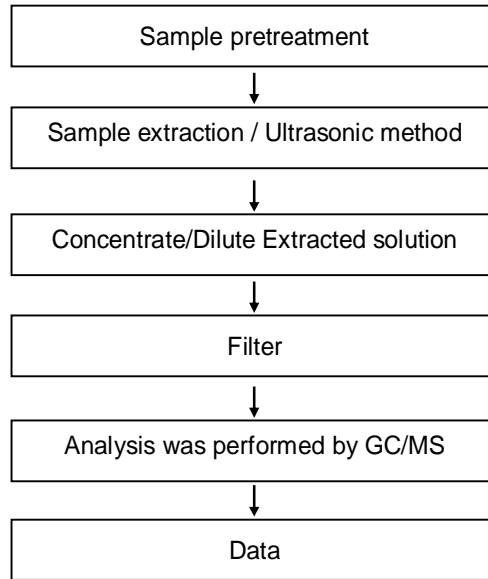 Sample pretreatment
Sample extraction / Ultrasonic method
Concentrate/Dilute Extracted solution
Filter
Analysis was performed by GC/MS
Data